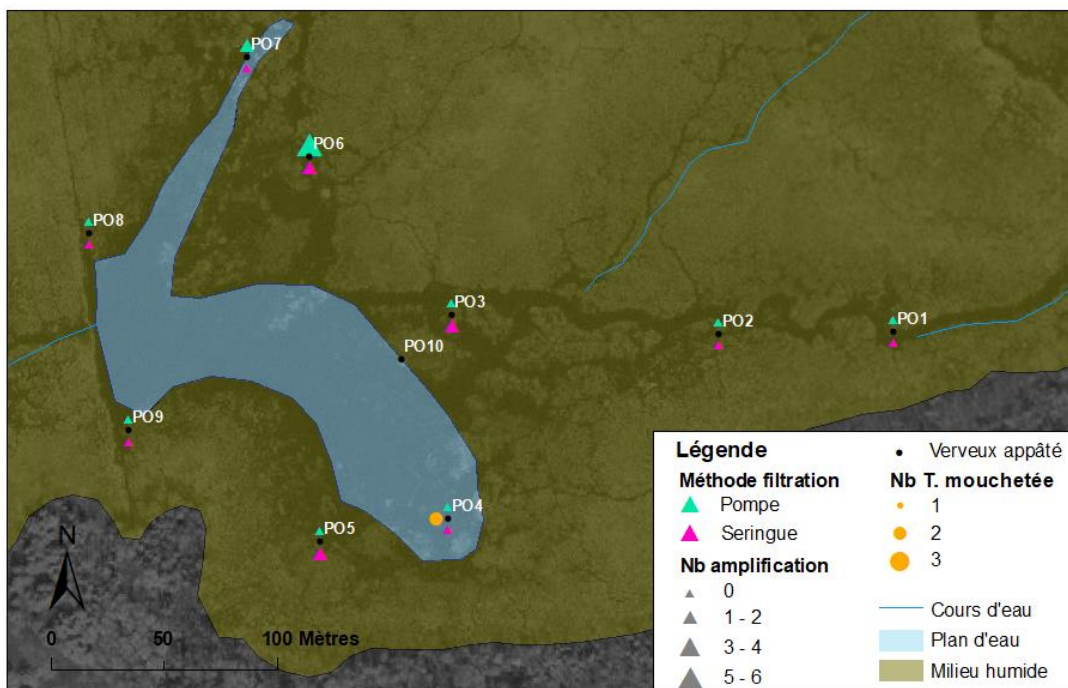 PO7
PO6
PO8
PO3
PO2
PO1
PO10
PO9
PO4
PO5
N
0 50 100 Mètres
Légende
Méthode filtration
Pompe
Seringue
Nb amplification
0
1 - 2
3 - 4
5 - 6
Verveux appâté
Nb T. mouchetée
1
2
3
Cours d'eau
Plan d'eau
Milieu humide